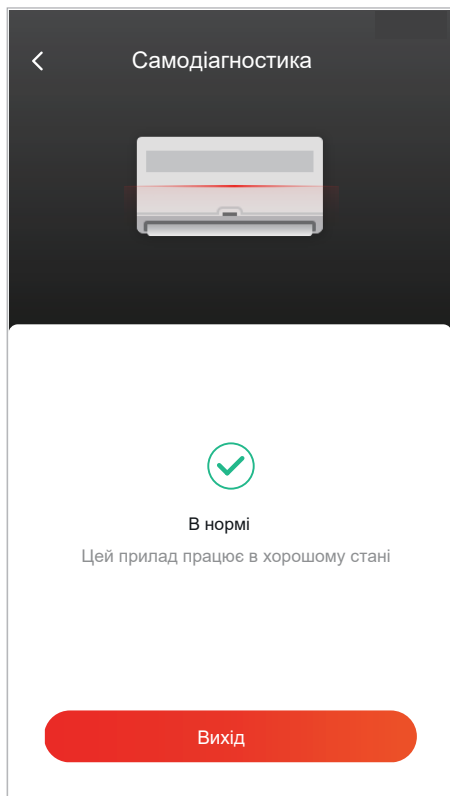 Самодіагностика
В нормі
Цей прилад працює в хорошому стані
Вихід